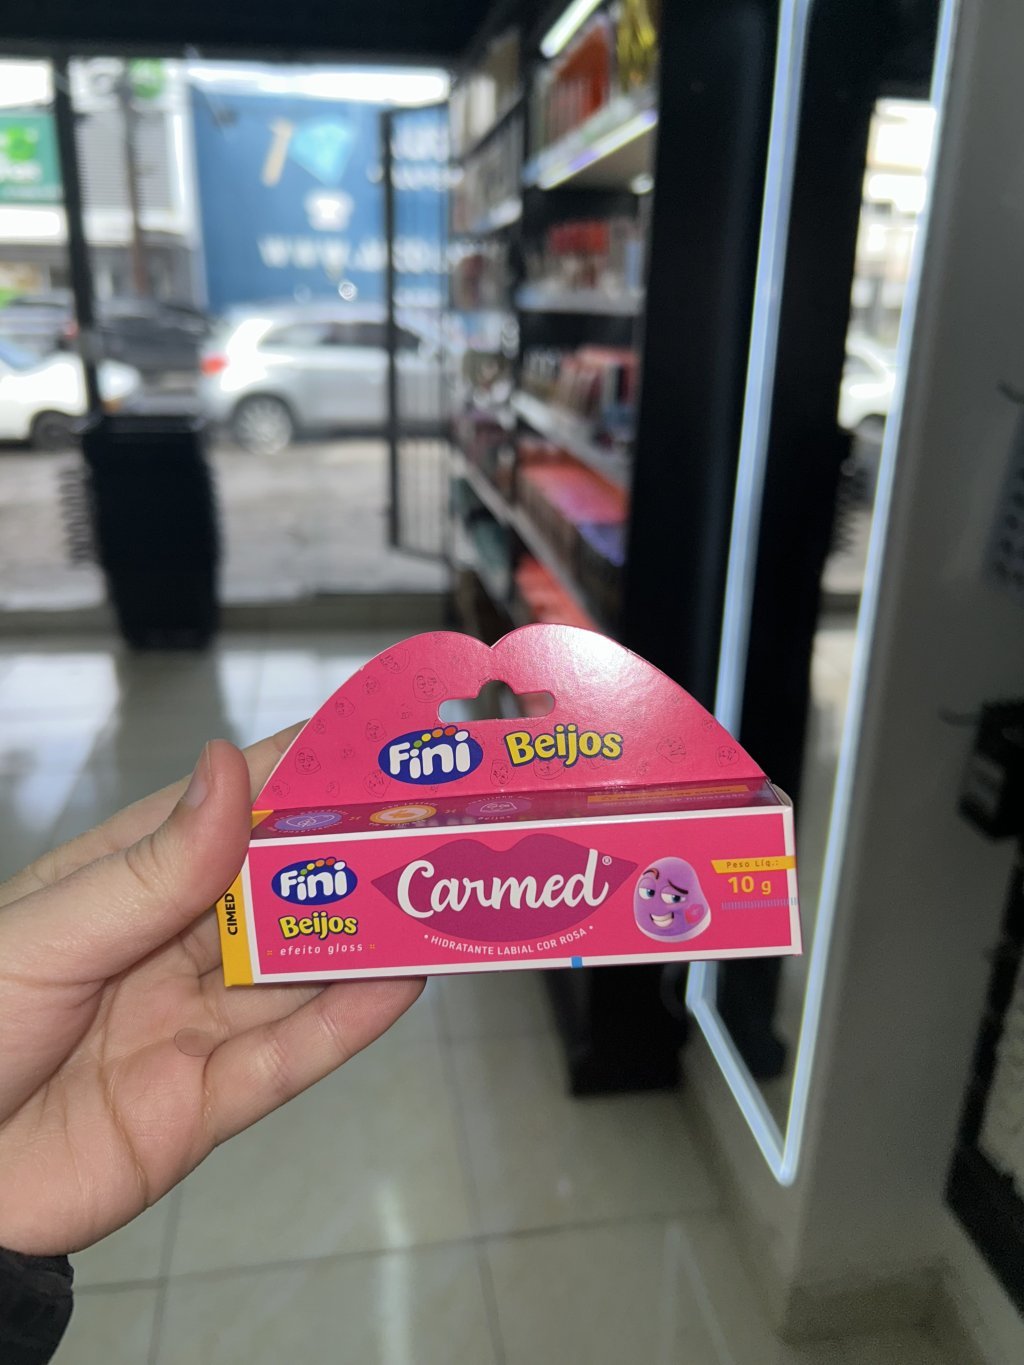 Fini Beijos
Fini
Beijos
efeito gloss
Carmed®
• HIDRATANTE LABIAL COR ROSA •
Peso Líq.:
10 g
CIMED